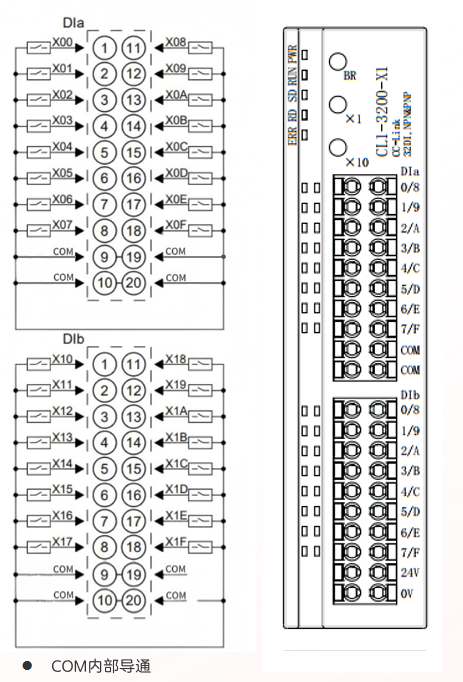 DIa
X00 1 11 X08
X01 2 12 X09
X02 3 13 X0A
X03 4 14 X0B
X04 5 15 X0C
X05 6 16 X0D
X06 7 17 X0E
X07 8 18 X0F
COM 9 19 COM
COM 10 20 COM
DIb
X10 1 11 X18
X11 2 12 X19
X12 3 13 X1A
X13 4 14 X1B
X14 5 15 X1C
X15 6 16 X1D
X16 7 17 X1E
X17 8 18 X1F
COM 9 19 COM
COM 10 20 COM
● COM内部导通
PWR
RUN
SD
RD
ERR
BR
×1
×10
CL1-3200-X1
CC-Link
32DI,NPN&PNP
DIa
0/8
1/9
2/A
3/B
4/C
5/D
6/E
7/F
COM
COM
DIb
0/8
1/9
2/A
3/B
4/C
5/D
6/E
7/F
24V
0V